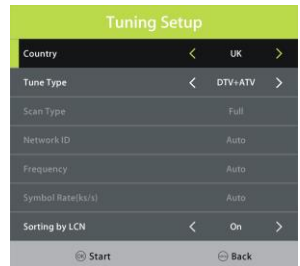 Tuning Setup
Country < UK >
Tune Type < DTV+ATV >
Scan Type Full
Network ID Auto
Frequency Auto
Symbol Rate(ks/s) Auto
Sorting by LCN < On >
Start Back